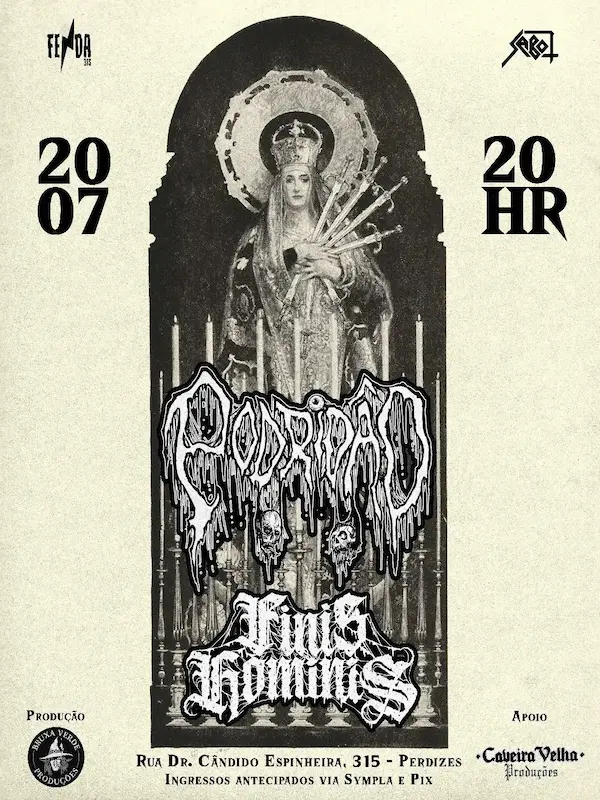 FENDA
315
SABOT
20
07
20
HR
PODRIDÃO
Finis
Hominis
Produção
BRUXA VERDE
PRODUÇÕES
Apoio
Caveira Velha
Produções
Rua Dr. Cândido Espinheira, 315 - Perdizes
Ingressos antecipados via Sympla e Pix